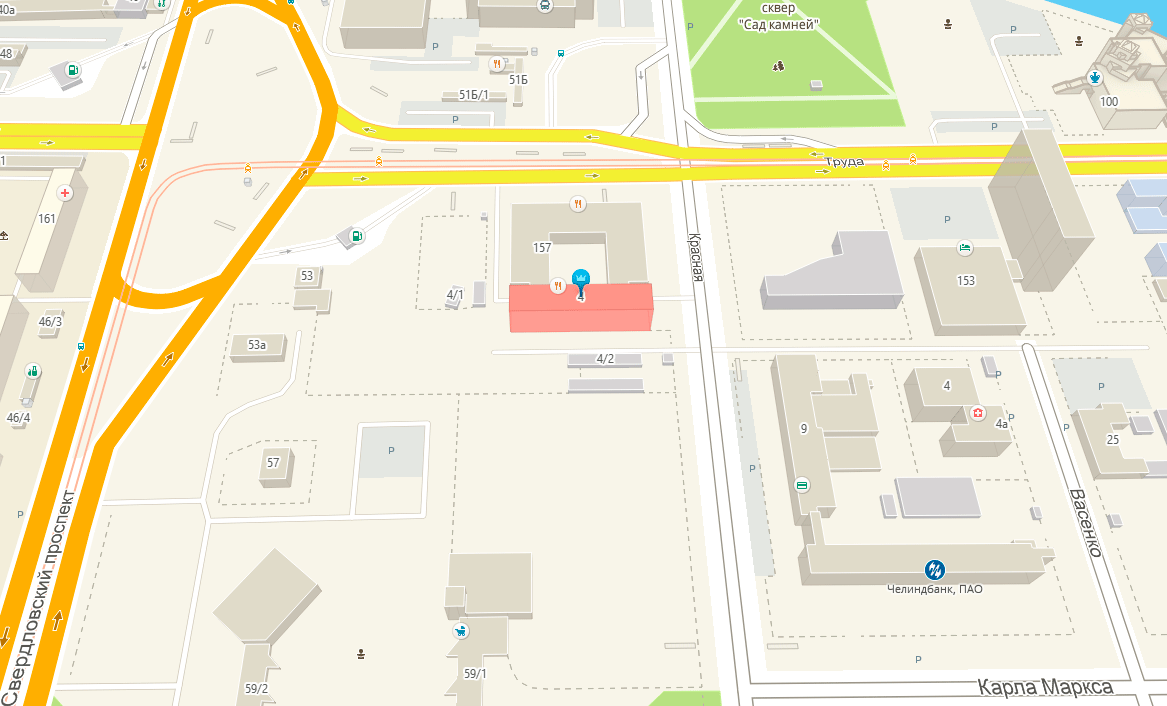 40а
48
сквер
"Сад камней"
51Б
51Б/1
Р
Р
Р
Р
Р
100
Труда
1
161
157
Красная
Р
153
53
4/1
4
46/3
53а
4/2
46/4
9
4
4а
Р
Р
Р
25
57
Р
Р
Р
Р
Васенко
Свердловский проспект
Челиндбанк, ПАО
59/2
59/1
Р
Карла Маркса